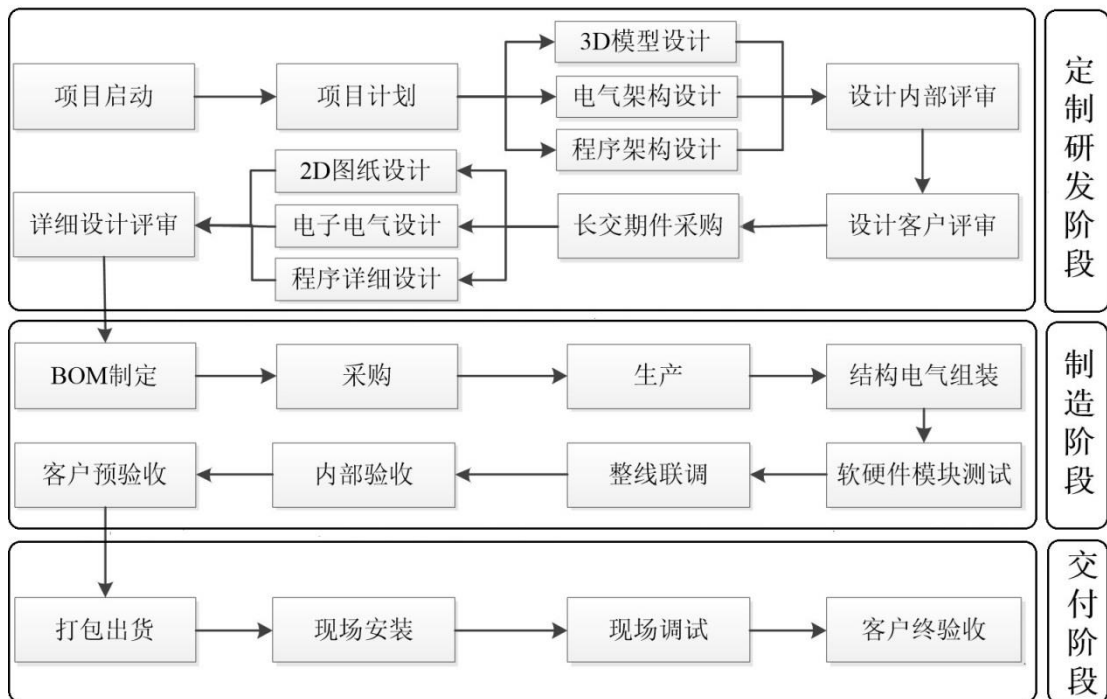 项目启动
项目计划
3D模型设计
电气架构设计
程序架构设计
设计内部评审
设计客户评审
长交期件采购
2D图纸设计
电子电气设计
程序详细设计
详细设计评审
定制研发阶段
BOM制定
采购
生产
结构电气组装
软硬件模块测试
整线联调
内部验收
客户预验收
制造阶段
打包出货
现场安装
现场调试
客户终验收
交付阶段